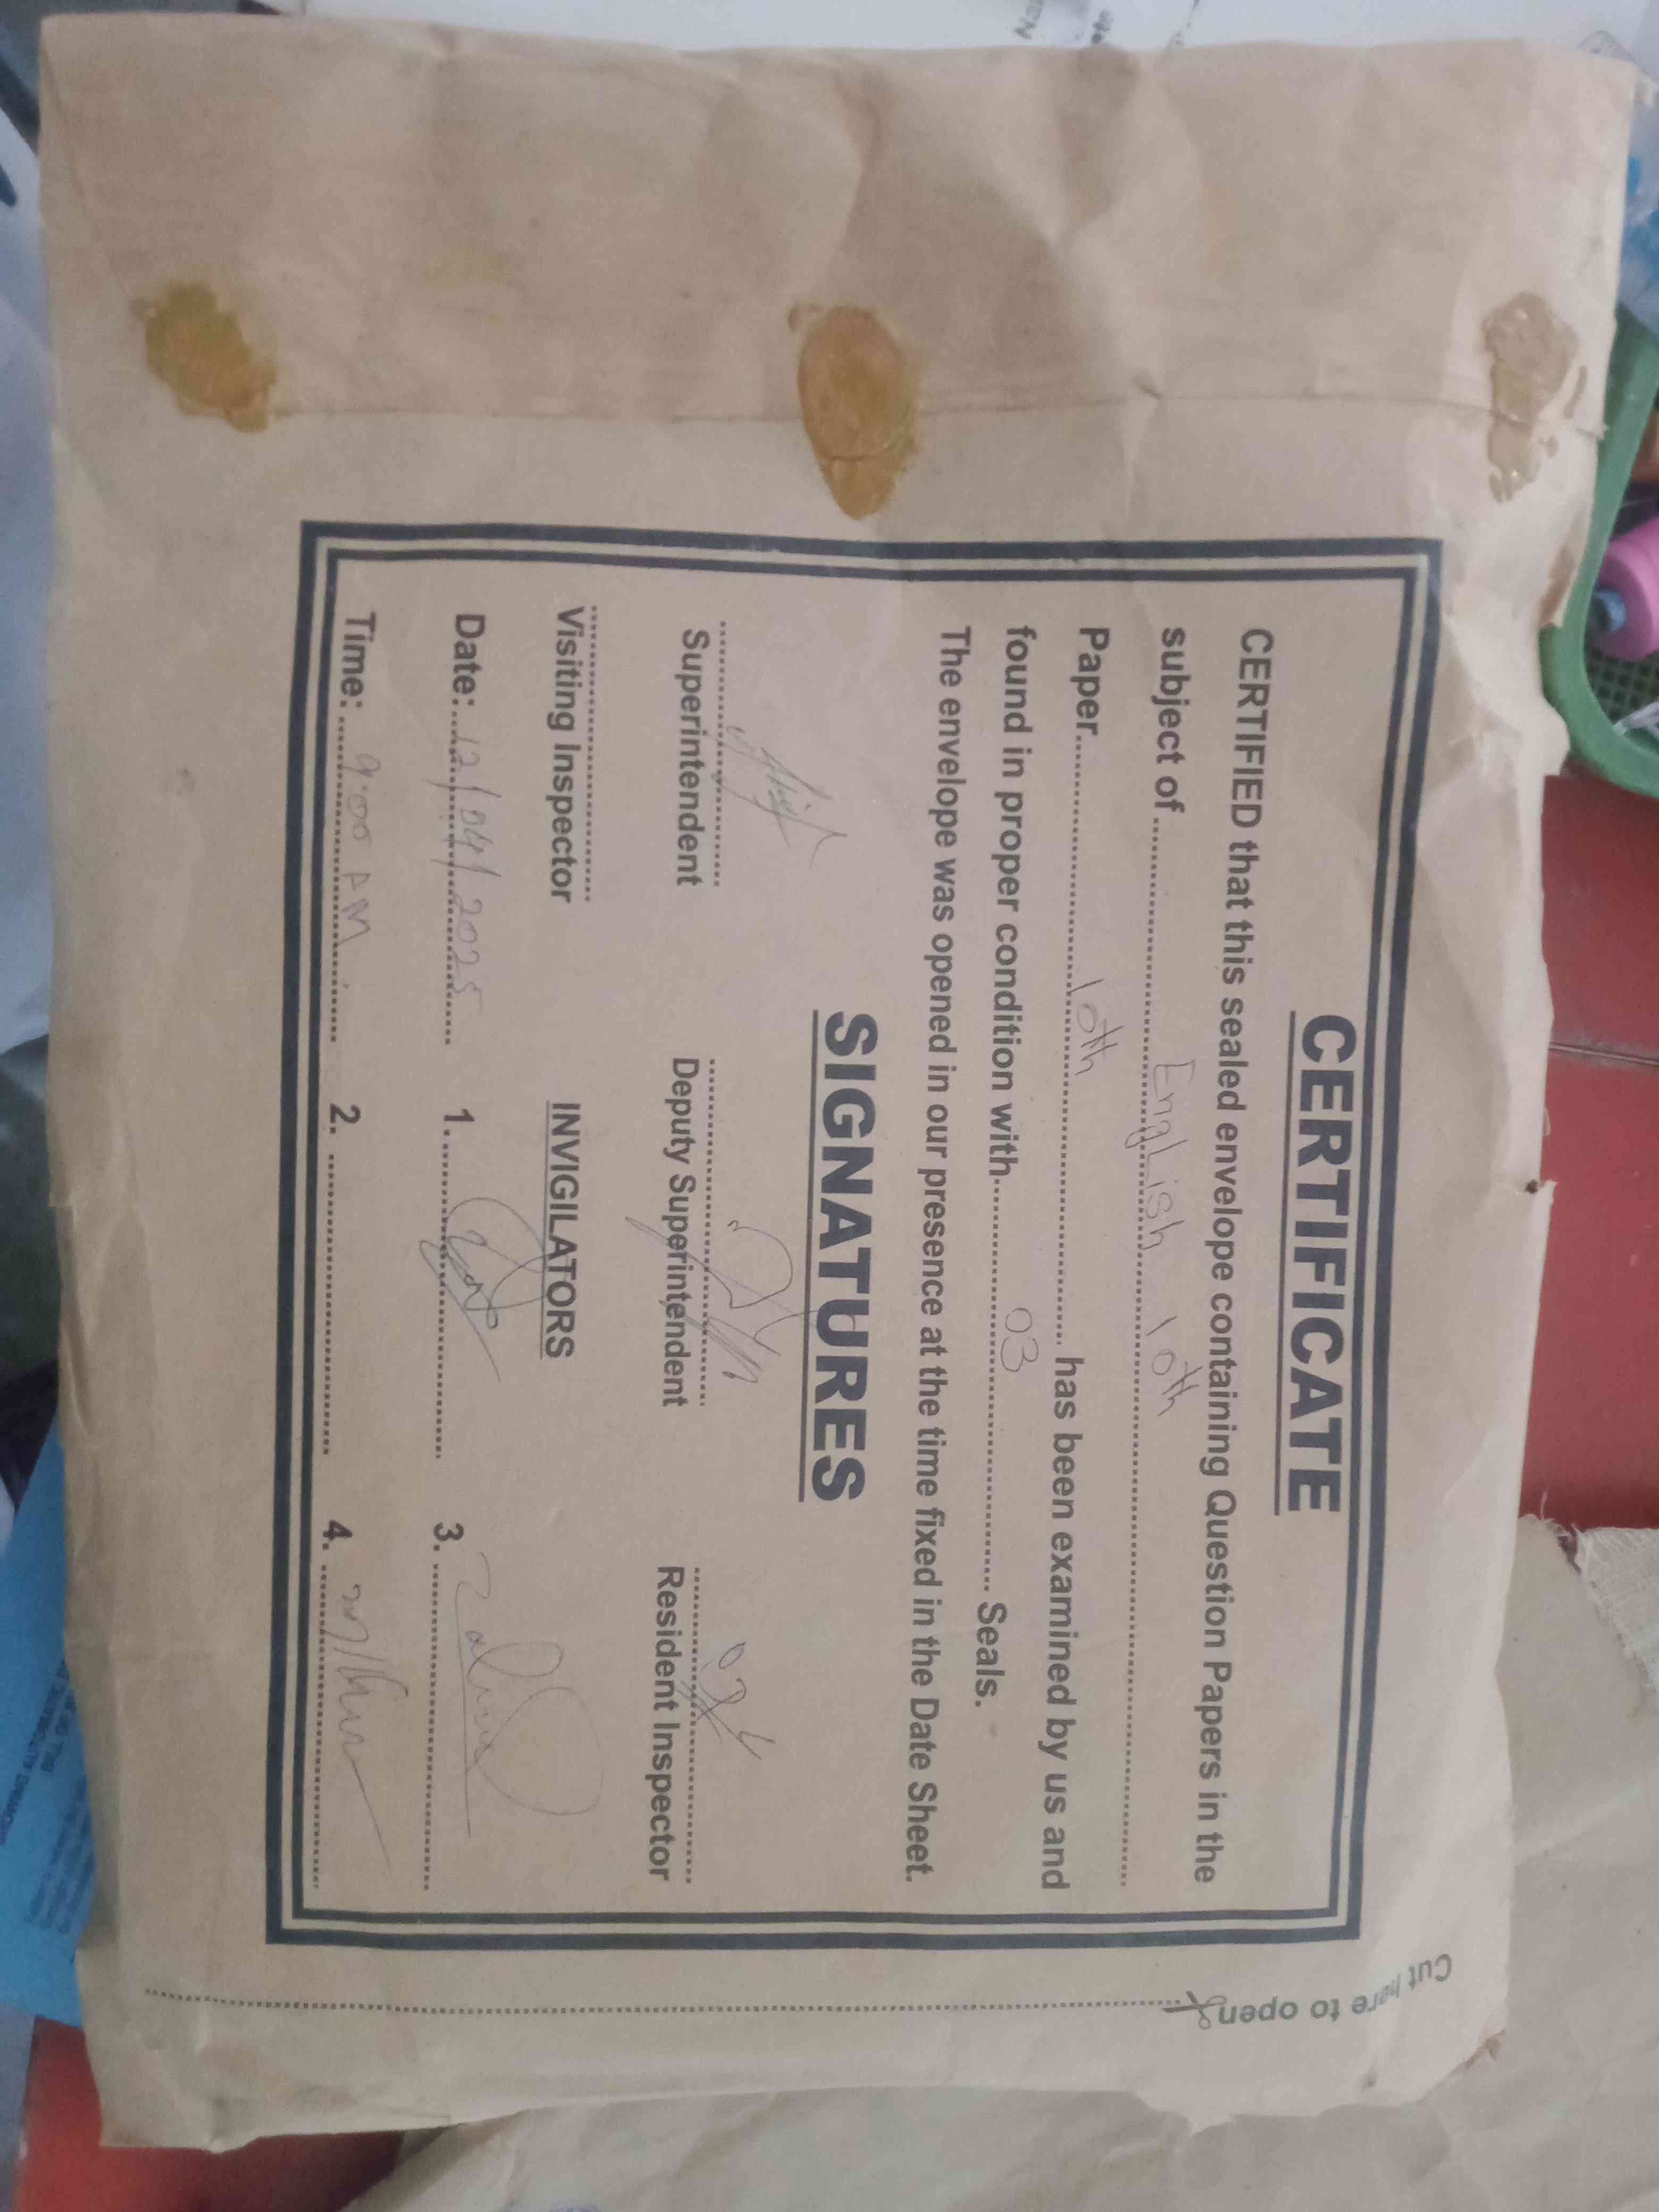 CERTIFICATE
CERTIFIED that this sealed envelope containing Question Papers in the
subject of ........ English 10th ........
Paper ........ 10th ........ has been examined by us and
found in proper condition with ........ 03 ........ Seals.
The envelope was opened in our presence at the time fixed in the Date Sheet.
SIGNATURES
Superintendent Deputy Superintendent Resident Inspector
Visiting Inspector INVIGILATORS
Date: 12/04/2025 1. 3.
Time: 9:00 AM 2. 4.
Cut here to open